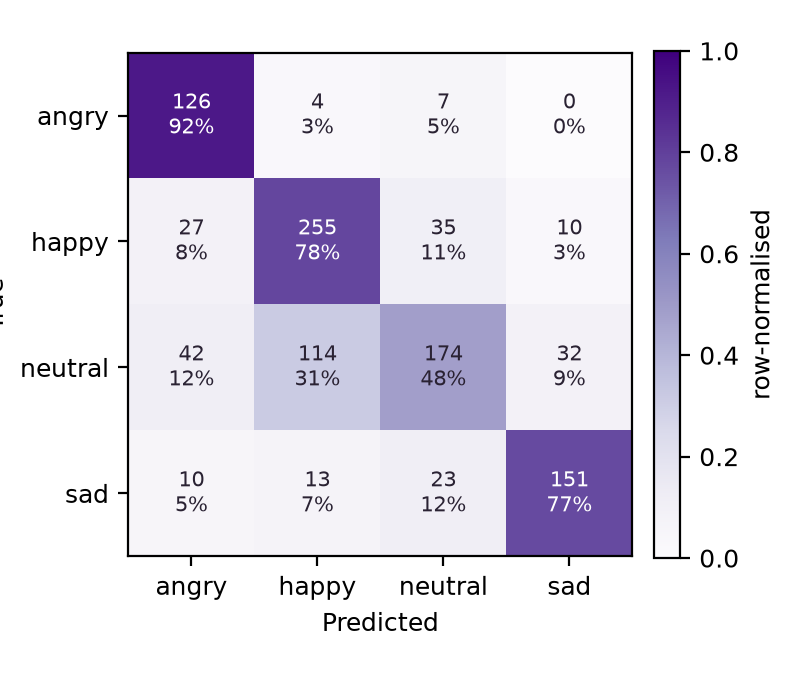 1.0
126 4 7 0
angry
92% 3% 5% 0%
0.8
27 255 35 10
happy
8% 78% 11% 3%
0.6
row-normalised
42 114 174 32
neutral
0.4
12% 31% 48% 9%
0.2
10 13 23 151
sad
5% 7% 12% 77%
0.0
angry happy neutral sad
Predicted